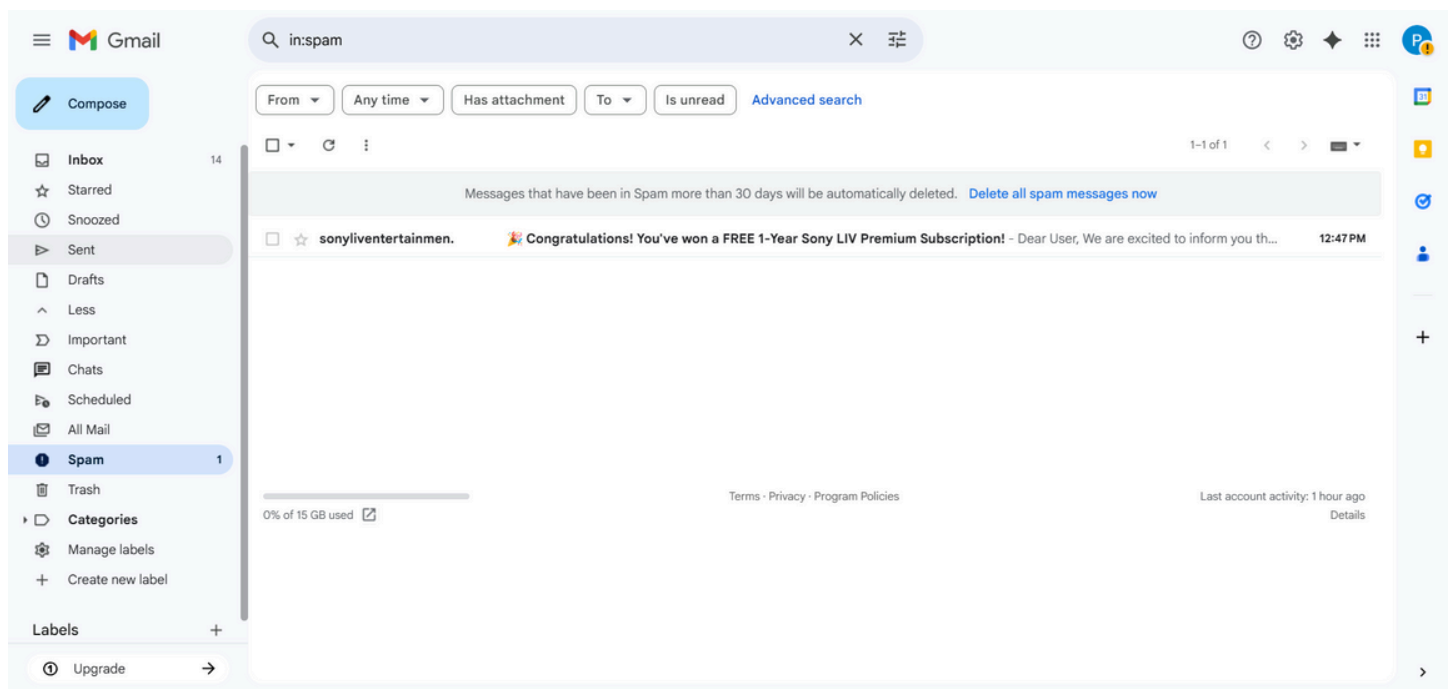 Gmail
in:spam
P
Compose
From
Any time
Has attachment
To
Is unread
Advanced search
31
1–1 of 1
Inbox 14
Starred
Snoozed
Sent
Drafts
Less
Important
Chats
Scheduled
All Mail
Spam 1
Trash
Categories
Manage labels
Create new label
Labels
Upgrade
Messages that have been in Spam more than 30 days will be automatically deleted. Delete all spam messages now
sonyliventertainmen. 🎉 Congratulations! You've won a FREE 1-Year Sony LIV Premium Subscription! - Dear User, We are excited to inform you th... 12:47 PM
0% of 15 GB used
Terms · Privacy · Program Policies
Last account activity: 1 hour ago
Details